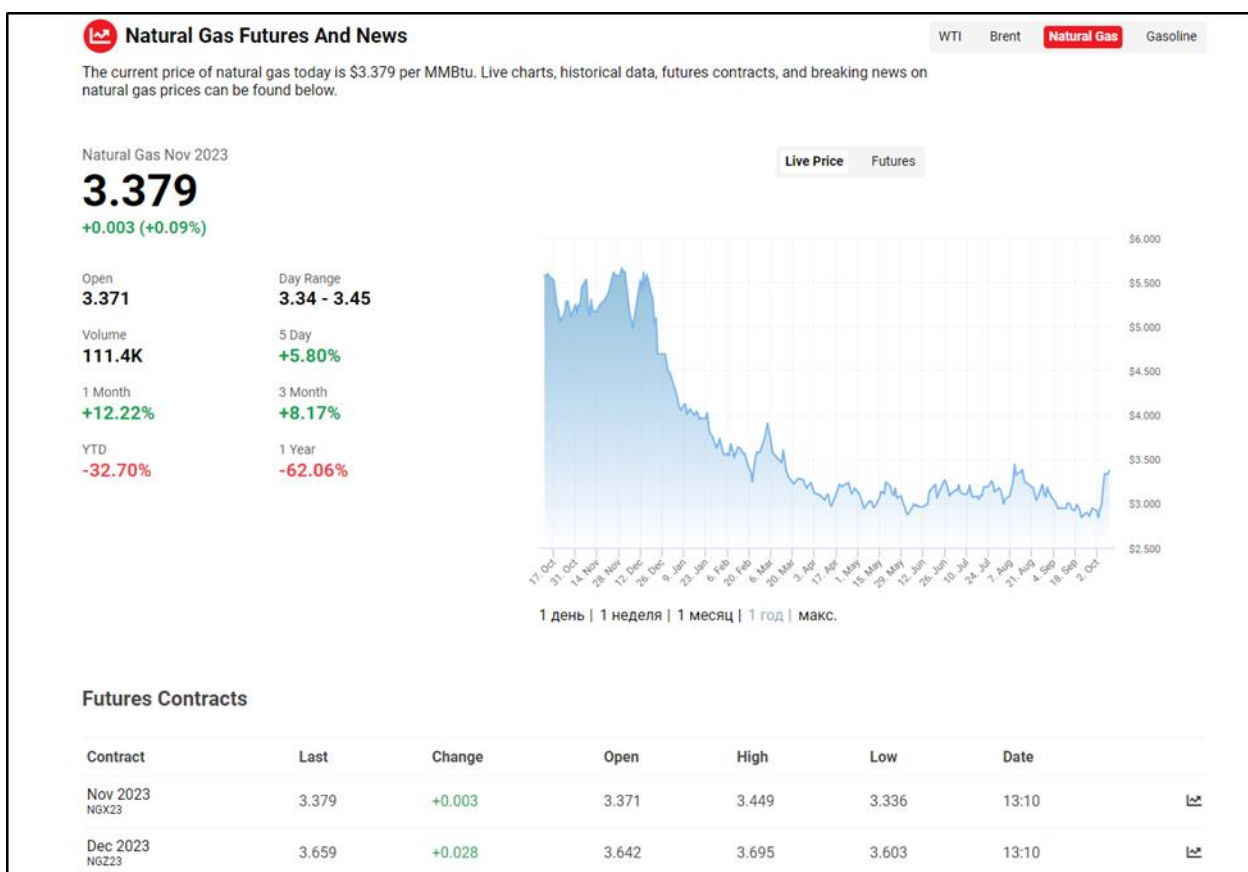 Natural Gas Futures And News
WTI Brent Natural Gas Gasoline
The current price of natural gas today is $3.379 per MMBtu. Live charts, historical data, futures contracts, and breaking news on
natural gas prices can be found below.
Natural Gas Nov 2023
3.379
+0.003 (+0.09%)
Open Day Range
3.371 3.34 - 3.45
Volume 5 Day
111.4K +5.80%
1 Month 3 Month
+12.22% +8.17%
YTD 1 Year
-32.70% -62.06%
Live Price Futures
$6.000
$5.500
$5.000
$4.500
$4.000
$3.500
$3.000
$2.500
17. Oct 31. Oct 14. Nov 28. Nov 12. Dec 26. Dec 9. Jan 23. Jan 6. Feb 20. Feb 6. Mar 20. Mar 3. Apr 17. Apr 1. May 15. May 29. May 12. Jun 26. Jun 10. Jul 24. Jul 7. Aug 21. Aug 4. Sep 18. Sep 2. Oct
1 день | 1 неделя | 1 месяц | 1 год | макс.
Futures Contracts
Contract Last Change Open High Low Date
Nov 2023 3.379 +0.003 3.371 3.449 3.336 13:10
NGX23
Dec 2023 3.659 +0.028 3.642 3.695 3.603 13:10
NGZ23